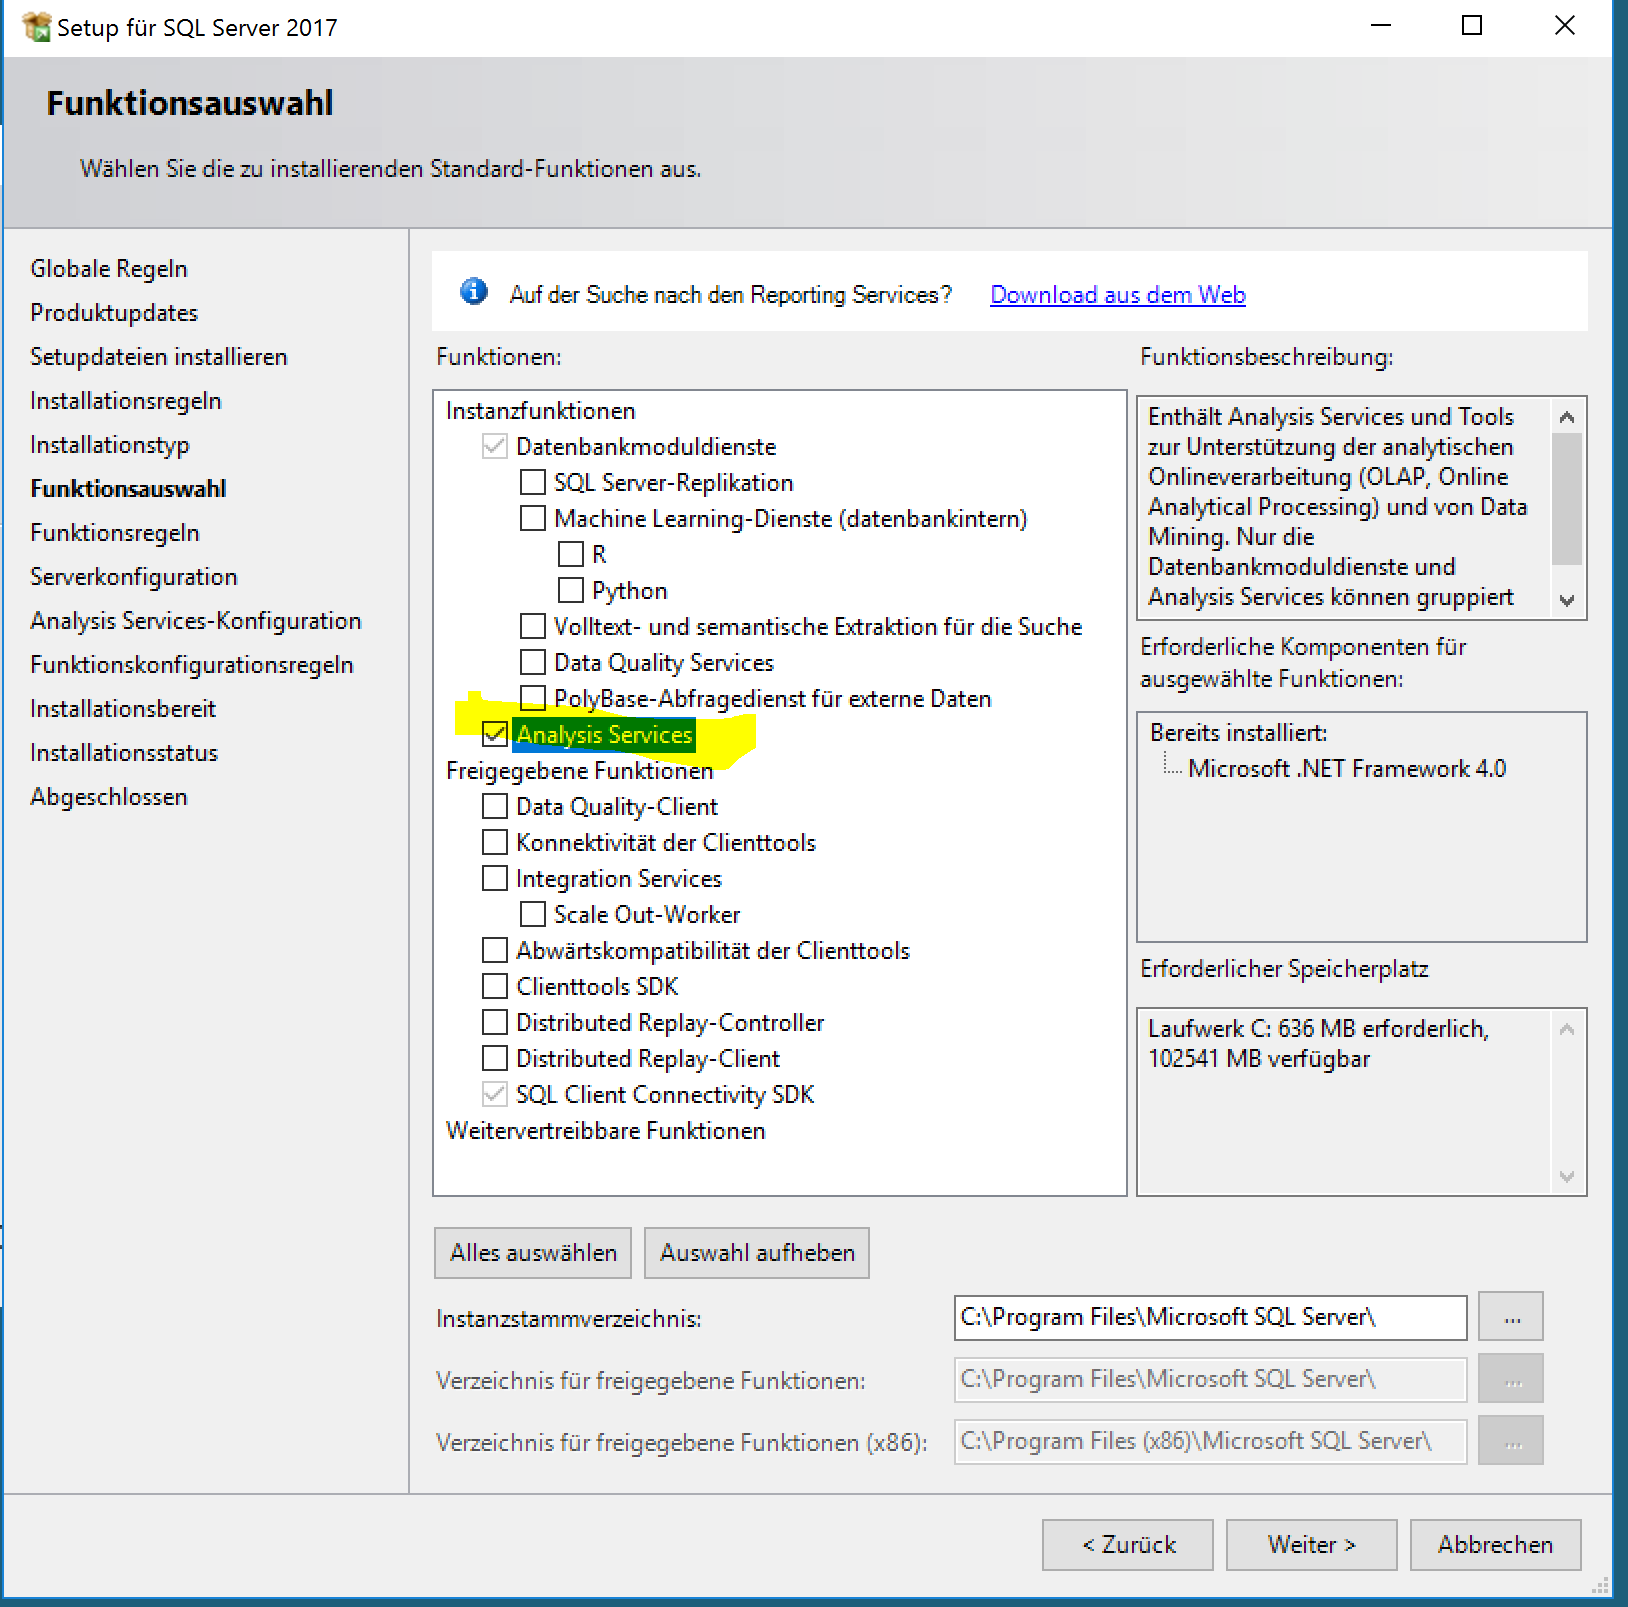 Setup für SQL Server 2017
Funktionsauswahl
Wählen Sie die zu installierenden Standard-Funktionen aus.
Globale Regeln
Produktupdates
Setupdateien installieren
Installationsregeln
Installationstyp
Funktionsauswahl
Funktionsregeln
Serverkonfiguration
Analysis Services-Konfiguration
Funktionskonfigurationsregeln
Installationsbereit
Installationsstatus
Abgeschlossen
Auf der Suche nach den Reporting Services? Download aus dem Web
Funktionen:
Instanzfunktionen
Datenbankmoduldienste
SQL Server-Replikation
Machine Learning-Dienste (datenbankintern)
R
Python
Volltext- und semantische Extraktion für die Suche
Data Quality Services
PolyBase-Abfragedienst für externe Daten
Analysis Services
Freigegebene Funktionen
Data Quality-Client
Konnektivität der Clienttools
Integration Services
Scale Out-Worker
Abwärtskompatibilität der Clienttools
Clienttools SDK
Distributed Replay-Controller
Distributed Replay-Client
SQL Client Connectivity SDK
Weitervertreibbare Funktionen
Funktionsbeschreibung:
Enthält Analysis Services und Tools
zur Unterstützung der analytischen
Onlineverarbeitung (OLAP, Online
Analytical Processing) und von Data
Mining. Nur die
Datenbankmoduldienste und
Analysis Services können gruppiert
Erforderliche Komponenten für
ausgewählte Funktionen:
Bereits installiert:
Microsoft .NET Framework 4.0
Erforderlicher Speicherplatz
Laufwerk C: 636 MB erforderlich,
102541 MB verfügbar
Alles auswählen
Auswahl aufheben
Instanzstammverzeichnis: C:\Program Files\Microsoft SQL Server\ ...
Verzeichnis für freigegebene Funktionen: C:\Program Files\Microsoft SQL Server\ ...
Verzeichnis für freigegebene Funktionen (x86): C:\Program Files (x86)\Microsoft SQL Server\ ...
< Zurück
Weiter >
Abbrechen